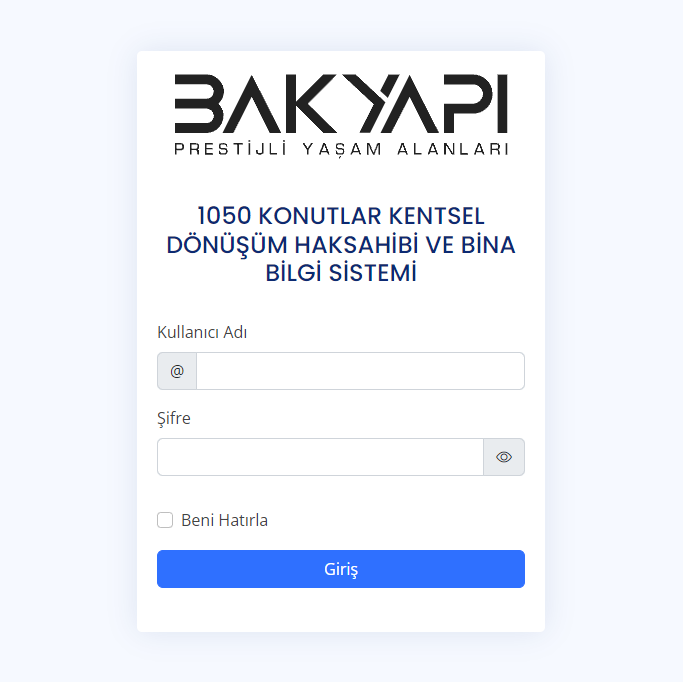 BAKYAPI
PRESTİJLİ YAŞAM ALANLARI
1050 KONUTLAR KENTSEL
DÖNÜŞÜM HAKSAHİBİ VE BİNA
BİLGİ SİSTEMİ
Kullanıcı Adı
@
Şifre
Beni Hatırla
Giriş